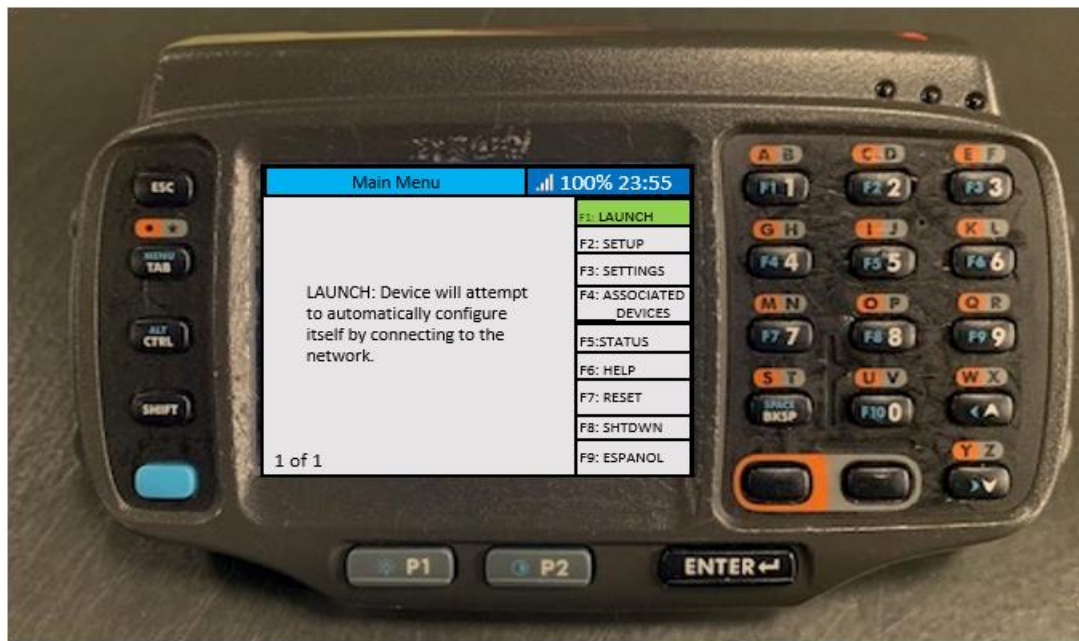 Main Menu
100% 23:55
LAUNCH: Device will attempt
to automatically configure
itself by connecting to the
network.
1 of 1
F1: LAUNCH
F2: SETUP
F3: SETTINGS
F4: ASSOCIATED
DEVICES
F5:STATUS
F6: HELP
F7: RESET
F8: SHTDWN
F9: ESPANOL
ESC
MENU
TAB
ALT
CTRL
SHIFT
A B C D E F
F1 1 F2 2 F3 3
G H I J K L
F4 4 F5 5 F6 6
M N O P Q R
F7 7 F8 8 F9 9
S T U V W X
SPACE
BKSP
F10 0
Y Z
P1 P2 ENTER